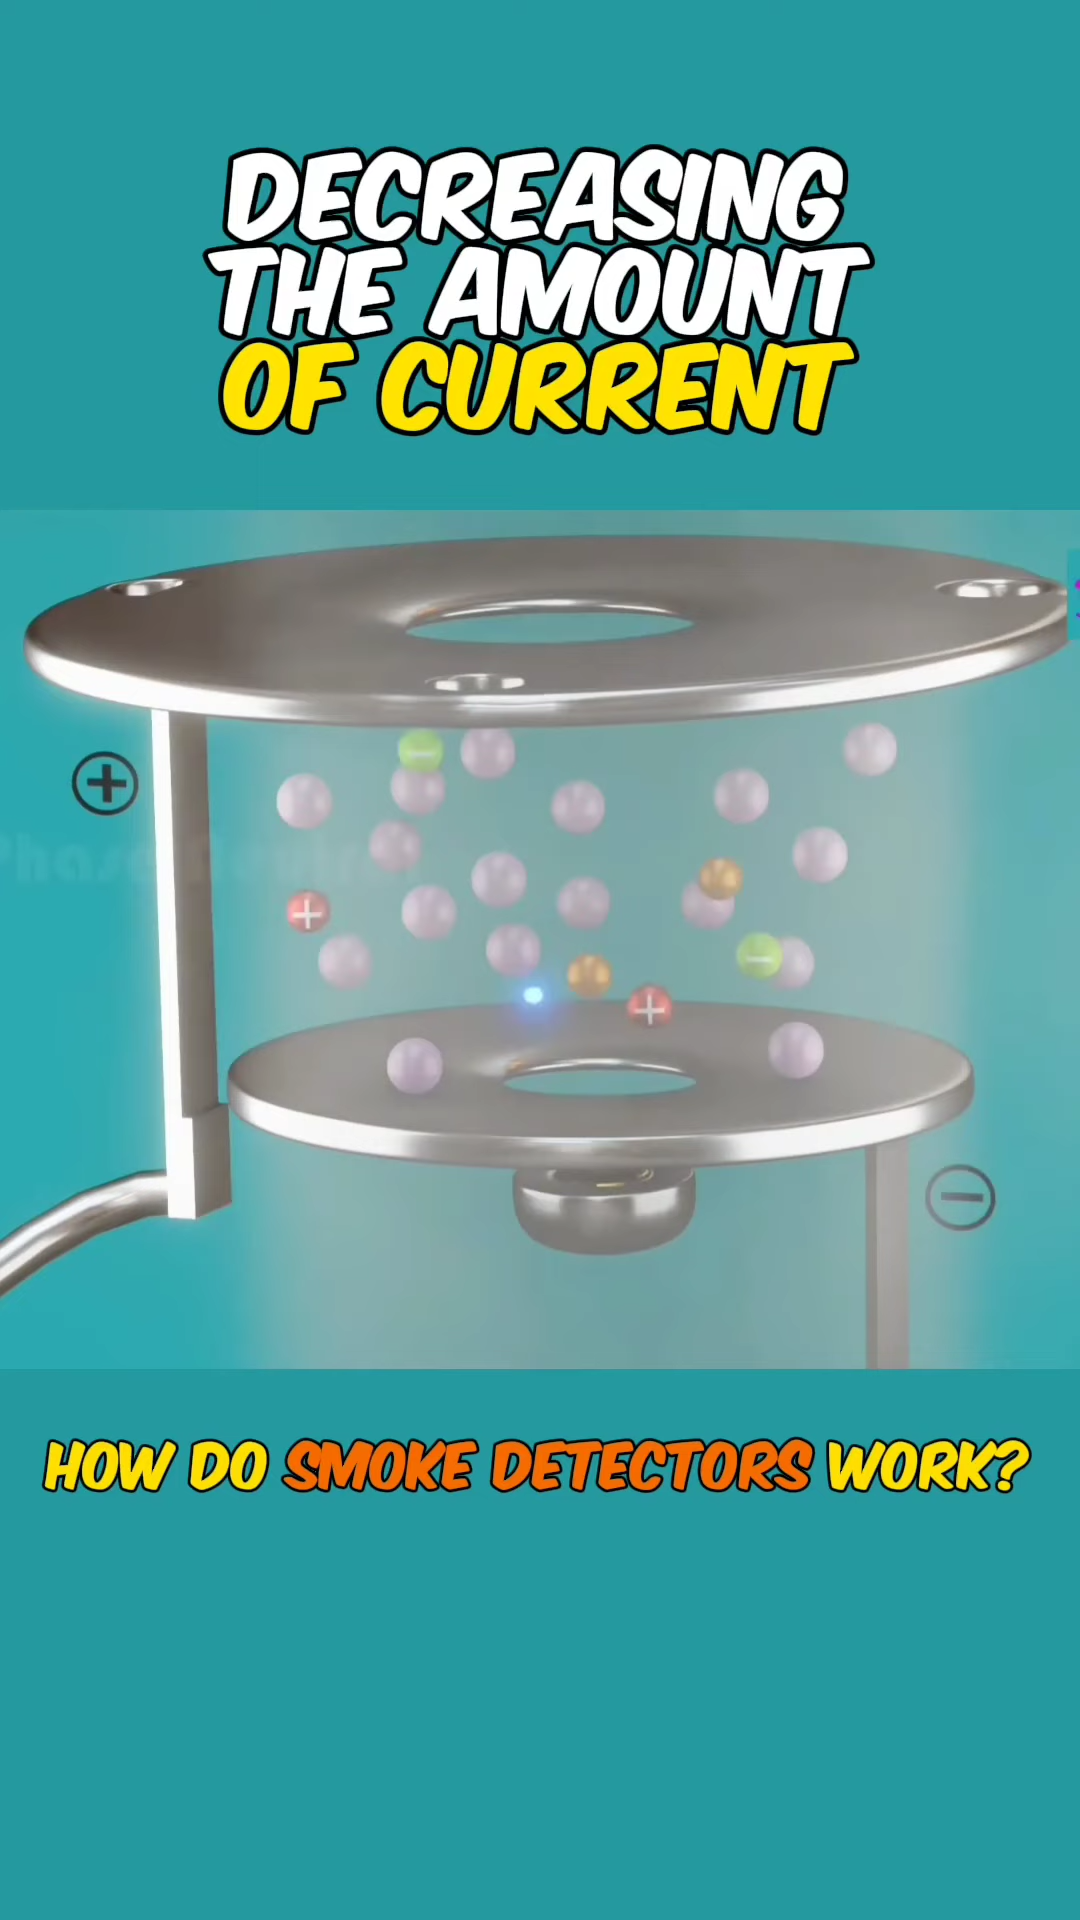 DECREASING
THE AMOUNT
OF CURRENT
+
−
+
−
+
−
HOW DO SMOKE DETECTORS WORK?